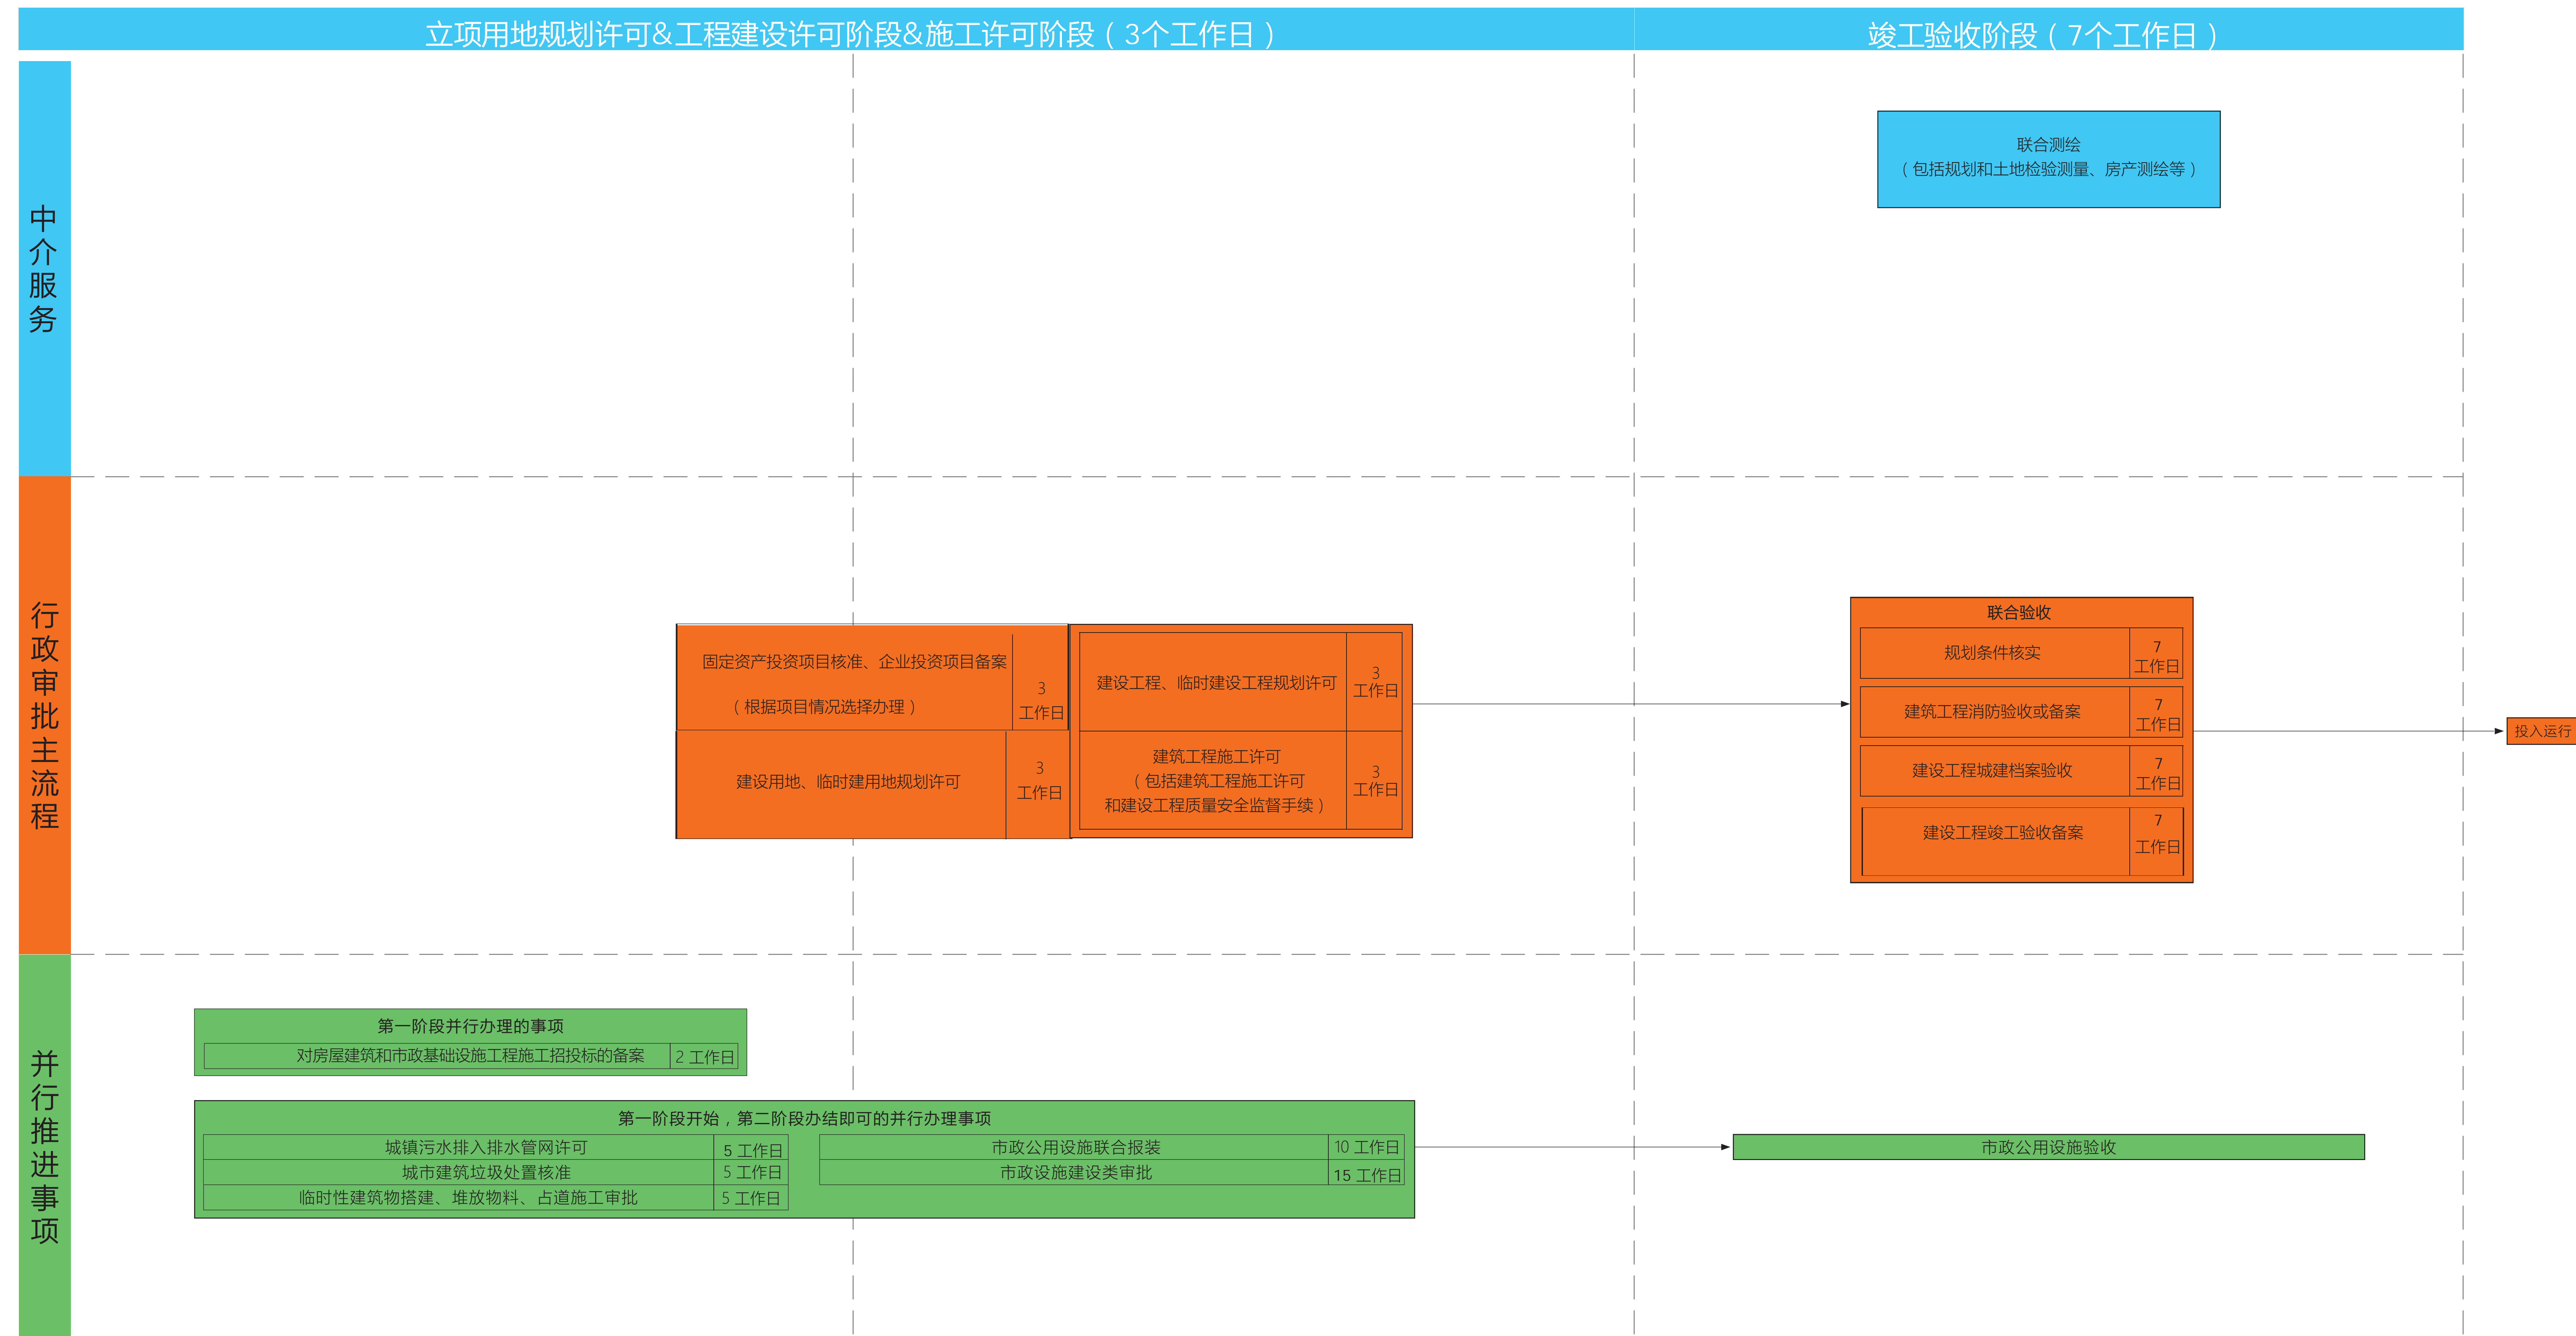 立项用地规划许可&工程建设许可阶段&施工许可阶段（3个工作日）
竣工验收阶段（7个工作日）
中介服务
联合测绘
（包括规划和土地检验测量、房产测绘等）
行政审批主流程
固定资产投资项目核准、企业投资项目备案
（根据项目情况选择办理）
3
工作日
建设用地、临时建用地规划许可
3
工作日
建设工程、临时建设工程规划许可
3
工作日
建筑工程施工许可
（包括建筑工程施工许可
和建设工程质量安全监督手续）
3
工作日
联合验收
规划条件核实
7
工作日
建筑工程消防验收或备案
7
工作日
建设工程城建档案验收
7
工作日
建设工程竣工验收备案
7
工作日
投入运行
并行推进事项
第一阶段并行办理的事项
对房屋建筑和市政基础设施工程施工招投标的备案
2 工作日
第一阶段开始，第二阶段办结即可的并行办理事项
城镇污水排入排水管网许可
5 工作日
城市建筑垃圾处置核准
5 工作日
临时性建筑物搭建、堆放物料、占道施工审批
5 工作日
市政公用设施联合报装
10 工作日
市政设施建设类审批
15 工作日
市政公用设施验收